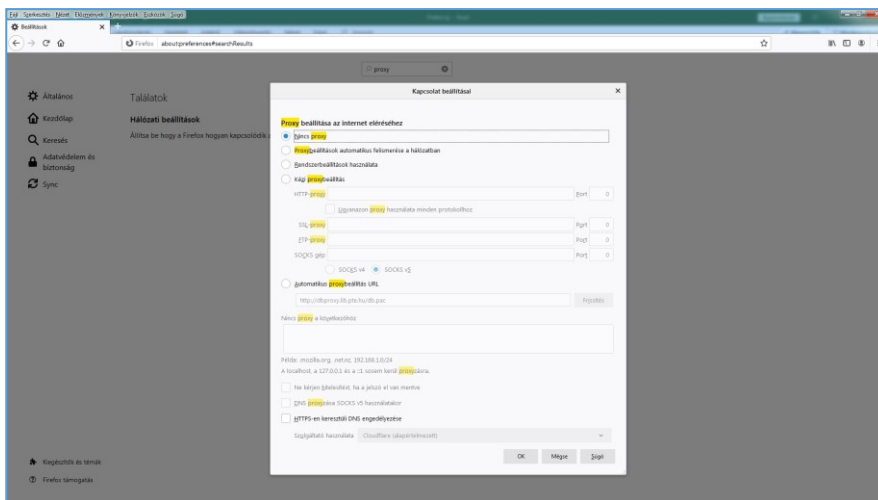 Fájl Szerkesztés Nézet Előzmények Könyvjelzők Eszközök Súgó
Beállítások
Firefox about:preferences#searchResults
proxy
Általános
Kezdőlap
Keresés
Adatvédelem és
biztonság
Sync
Találatok
Hálózati beállítások
Állítsa be hogy a Firefox hogyan kapcsolódik
Kapcsolat beállításai
Proxy beállítása az internet eléréséhez
Nincs proxy
Proxybeállítások automatikus felismerése a hálózatban
Rendszerbeállítások használata
Kézi proxybeállítás
HTTP-proxy Port 0
Ugyanazon proxy használata minden protokollhoz
SSL-proxy Port 0
FTP-proxy Port 0
SOCKS gép Port 0
SOCKS v4 SOCKS v5
Automatikus proxybeállítás URL
http://dbproxy.lib.pte.hu/db.pac Frissítés
Nincs proxy a következőhöz
Példa: .mozilla.org, .net.nz, 192.168.1.0/24
A localhost, a 127.0.0.1 és a ::1 sosem kerül proxyzásra.
Ne kérjen hitelesítést, ha a jelszó el van mentve
DNS proxyzása SOCKS v5 használatakor
HTTPS-en keresztüli DNS engedélyezése
Szolgáltató használata Cloudflare (alapértelmezett)
OK Mégse Súgó
Kiegészítők és témák
Firefox támogatás